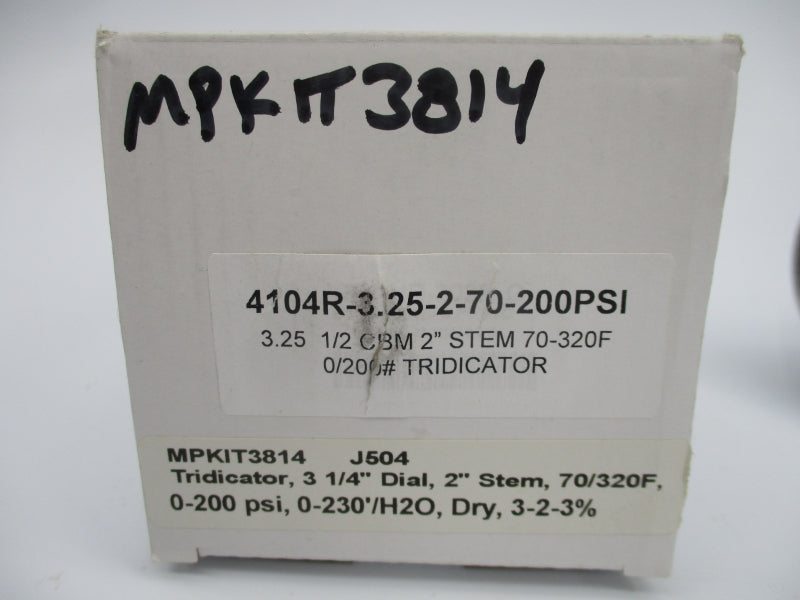 MPKIT3814
4104R-3.25-2-70-200PSI
3.25 1/2 CBM 2” STEM 70-320F
0/200# TRIDICATOR
MPKIT3814 J504
Tridicator, 3 1/4" Dial, 2" Stem, 70/320F,
0-200 psi, 0-230'/H2O, Dry, 3-2-3%